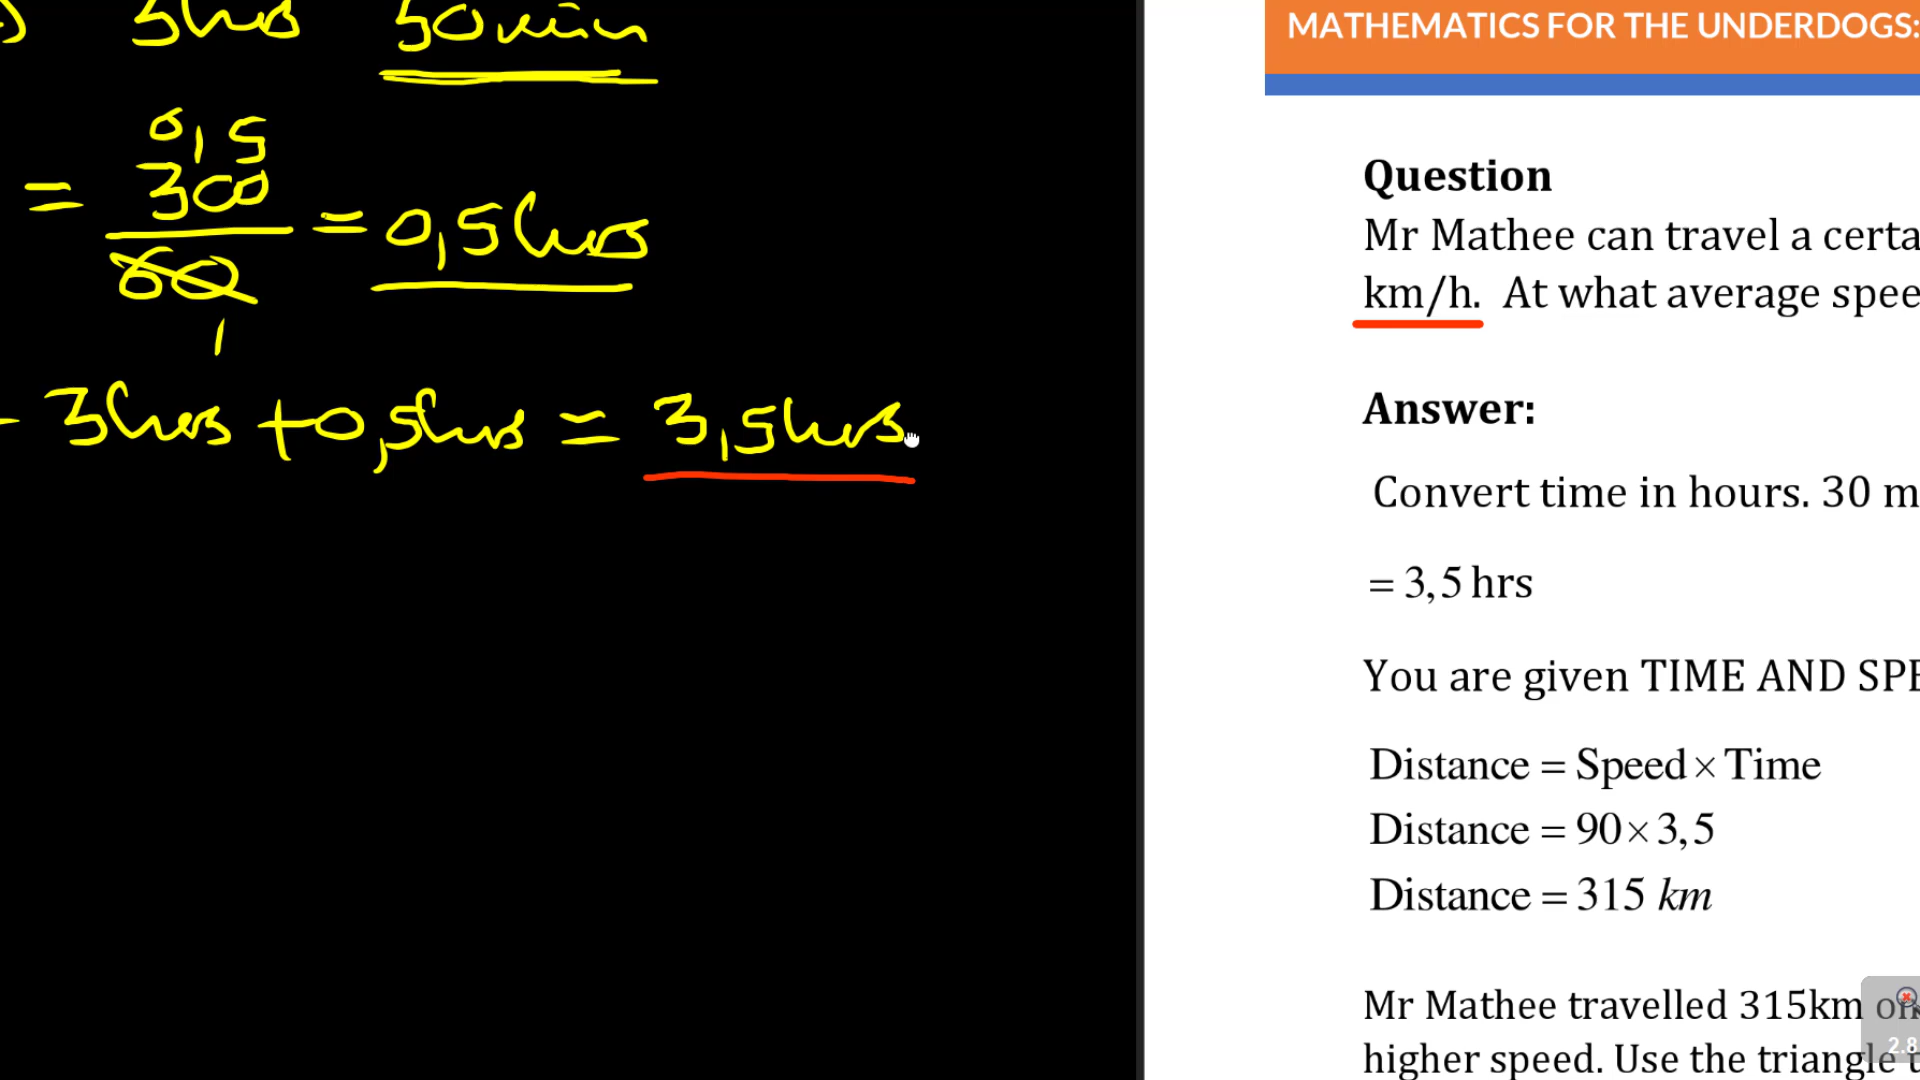 3hrs 30min
0,5
= 300 = 0,5hrs
60
1
3hrs + 0,5hrs = 3,5hrs
MATHEMATICS FOR THE UNDERDOGS:
Question
Mr Mathee can travel a certa
km/h. At what average spee
Answer:
Convert time in hours. 30 m
= 3,5 hrs
You are given TIME AND SPE
Distance = Speed × Time
Distance = 90 × 3,5
Distance = 315 km
Mr Mathee travelled 315km on
higher speed. Use the triangle
2.8